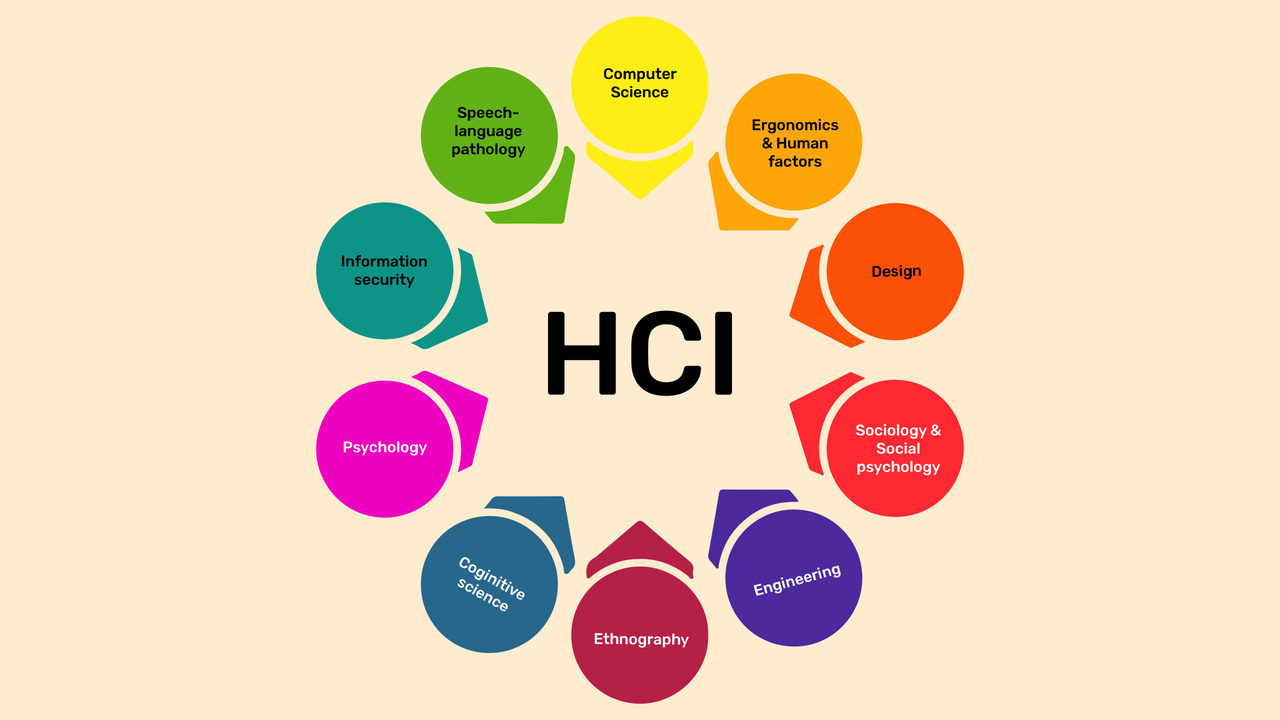 Computer
Science
Ergonomics
& Human
factors
Design
Sociology &
Social
psychology
Engineering
Ethnography
Coginitive
science
Psychology
Information
security
Speech-
language
pathology
HCI